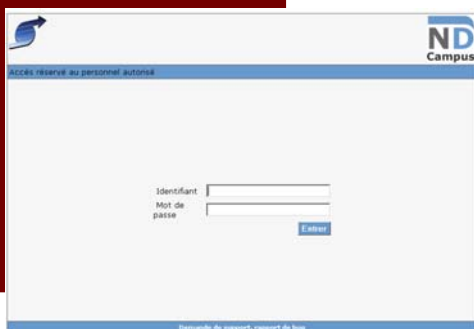 ND
Campus
Accès réservé au personnel autorisé
Identifiant
Mot de
passe
Entrer
Demande de support, rapport de bug